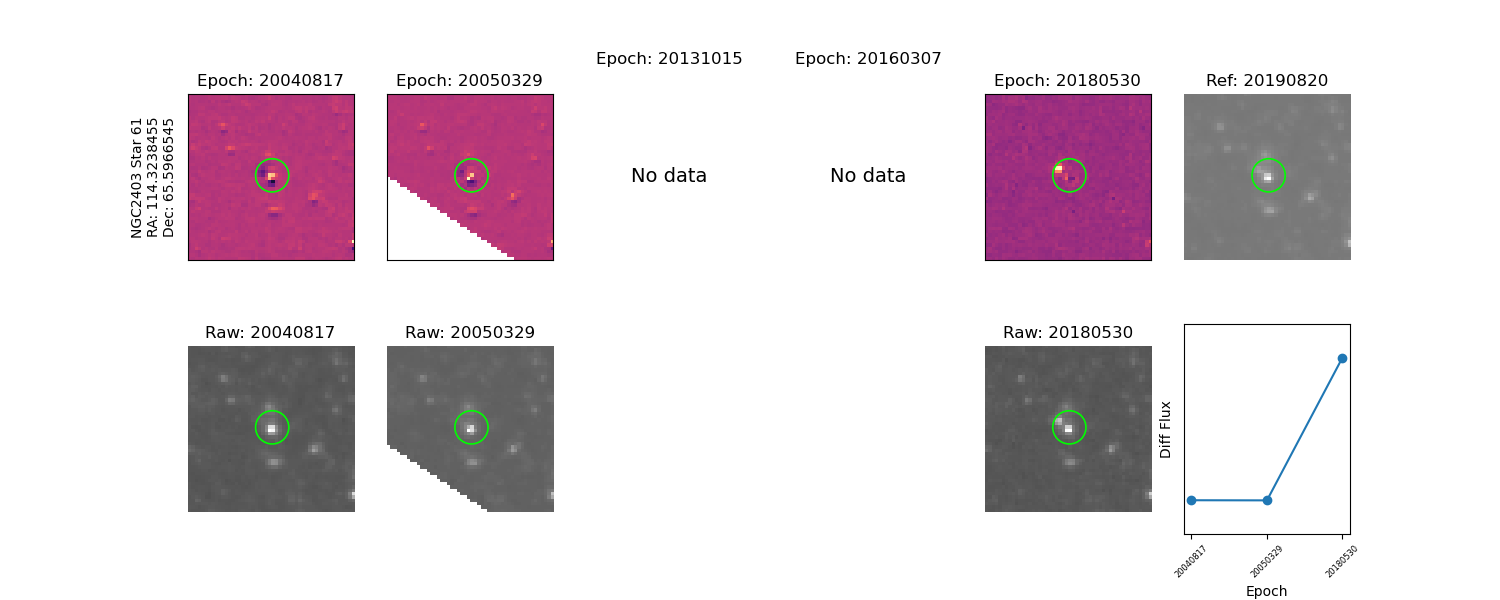 Epoch: 20131015
Epoch: 20160307
Epoch: 20040817
Epoch: 20050329
Epoch: 20180530
Ref: 20190820
NGC2403 Star 61
RA: 114.3238455
Dec: 65.5966545
No data
No data
Raw: 20040817
Raw: 20050329
Raw: 20180530
Diff Flux
20040817
20050329
20180530
Epoch